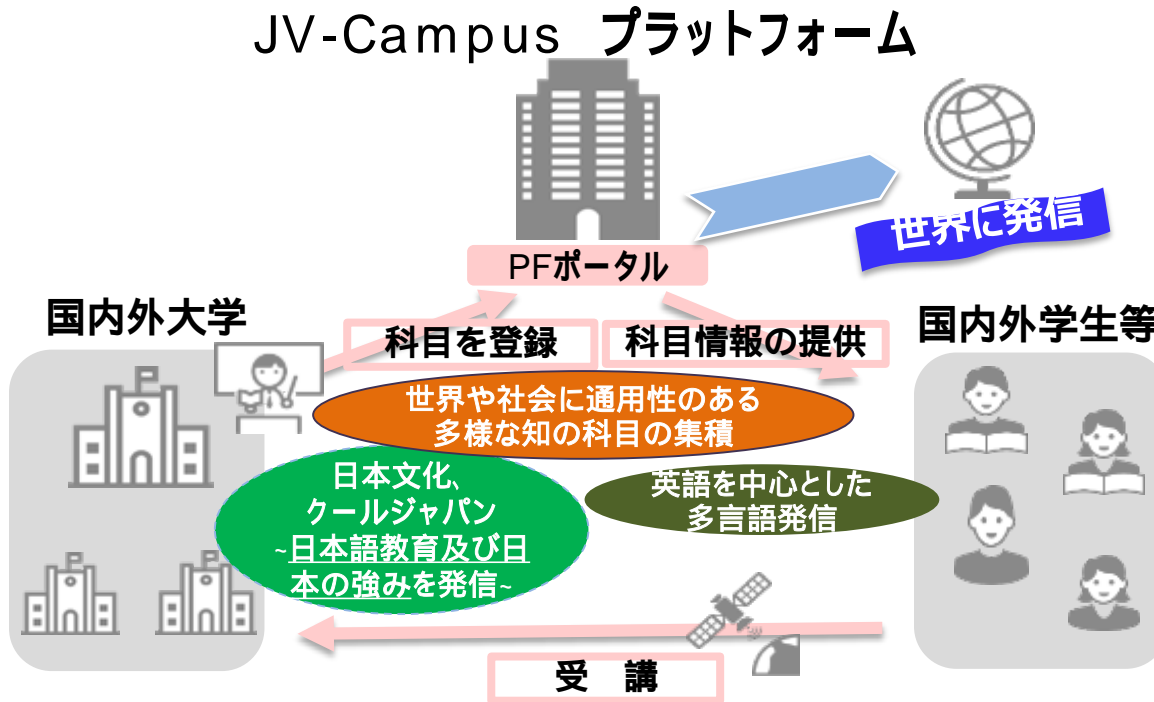 JV-Campus プラットフォーム
世界に発信
PFポータル
国内外大学
国内外学生等
科目を登録
科目情報の提供
世界や社会に通用性のある
多様な知の科目の集積
日本文化、
クールジャパン
~日本語教育及び日
本の強みを発信~
英語を中心とした
多言語発信
受　講